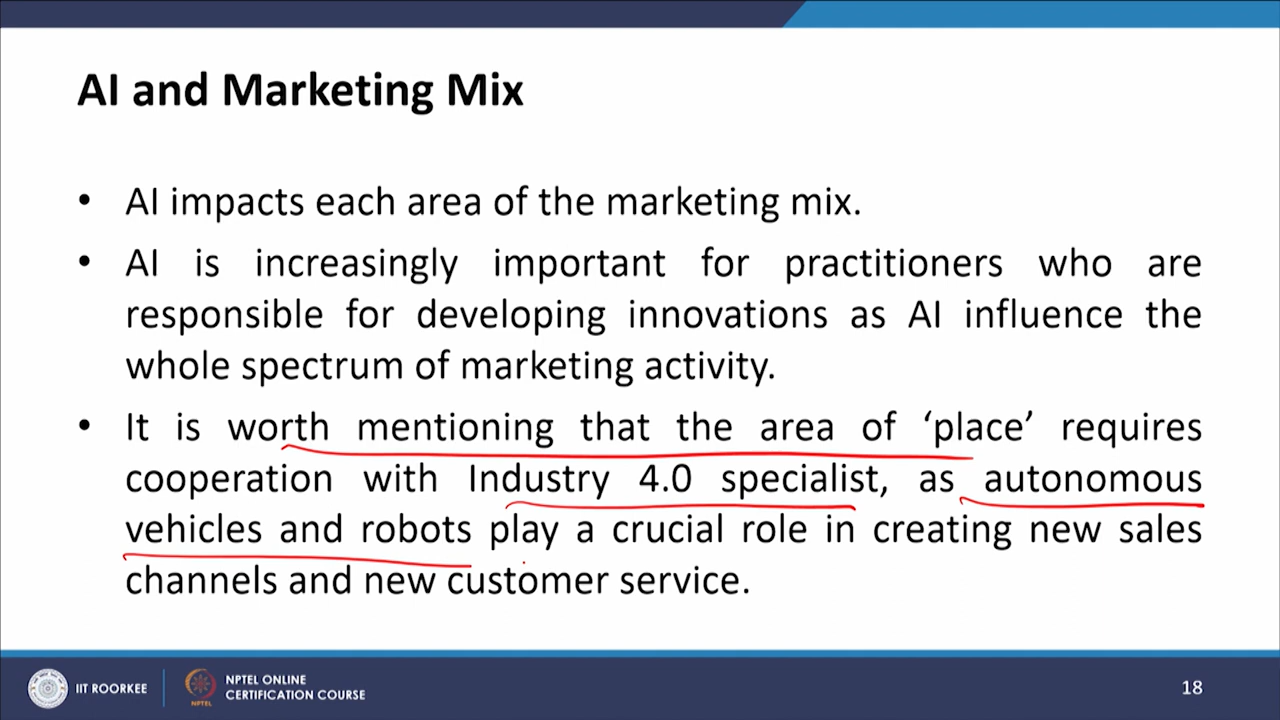 AI and Marketing Mix
• AI impacts each area of the marketing mix.
• AI is increasingly important for practitioners who are
responsible for developing innovations as AI influence the
whole spectrum of marketing activity.
• It is worth mentioning that the area of ‘place’ requires
cooperation with Industry 4.0 specialist, as autonomous
vehicles and robots play a crucial role in creating new sales
channels and new customer service.
IIT ROORKEE
NPTEL
NPTEL ONLINE
CERTIFICATION COURSE
18